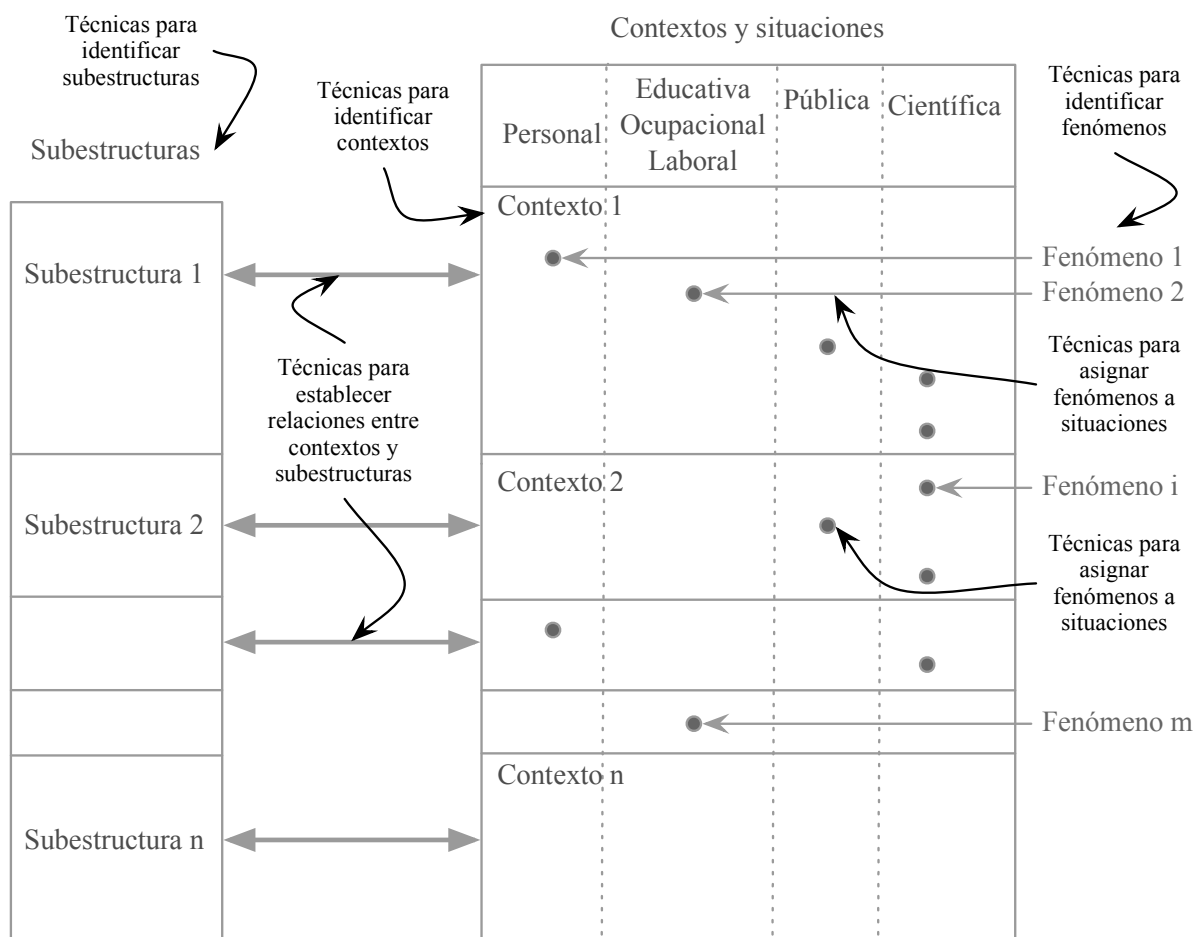 Técnicas para
identificar
subestructuras
Contextos y situaciones
Técnicas para
identificar
contextos
Técnicas para
identificar
fenómenos
Subestructuras
Personal
Educativa
Ocupacional
Laboral
Pública
Científica
Contexto 1
Subestructura 1
Fenómeno 1
Fenómeno 2
Técnicas para
establecer
relaciones entre
contextos y
subestructuras
Técnicas para
asignar
fenómenos a
situaciones
Contexto 2
Fenómeno i
Subestructura 2
Técnicas para
asignar
fenómenos a
situaciones
Fenómeno m
Contexto n
Subestructura n